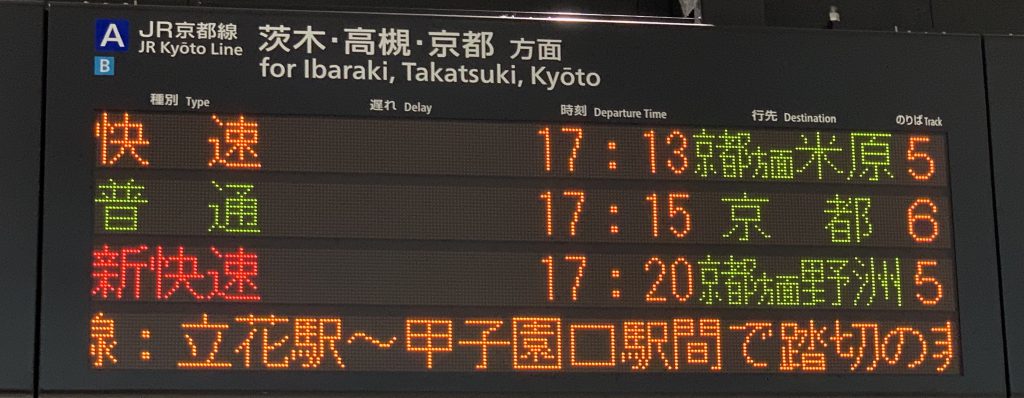 A JR京都線 茨木・高槻・京都 方面
B JR Kyōto Line for Ibaraki, Takatsuki, Kyōto
種別 Type 遅れ Delay 時刻 Departure Time 行先 Destination のりば Track
快速 17:13 京都方面米原 5
普通 17:15 京都 6
新快速 17:20 京都方面野洲 5
線：立花駅～甲子園口駅間で踏切の